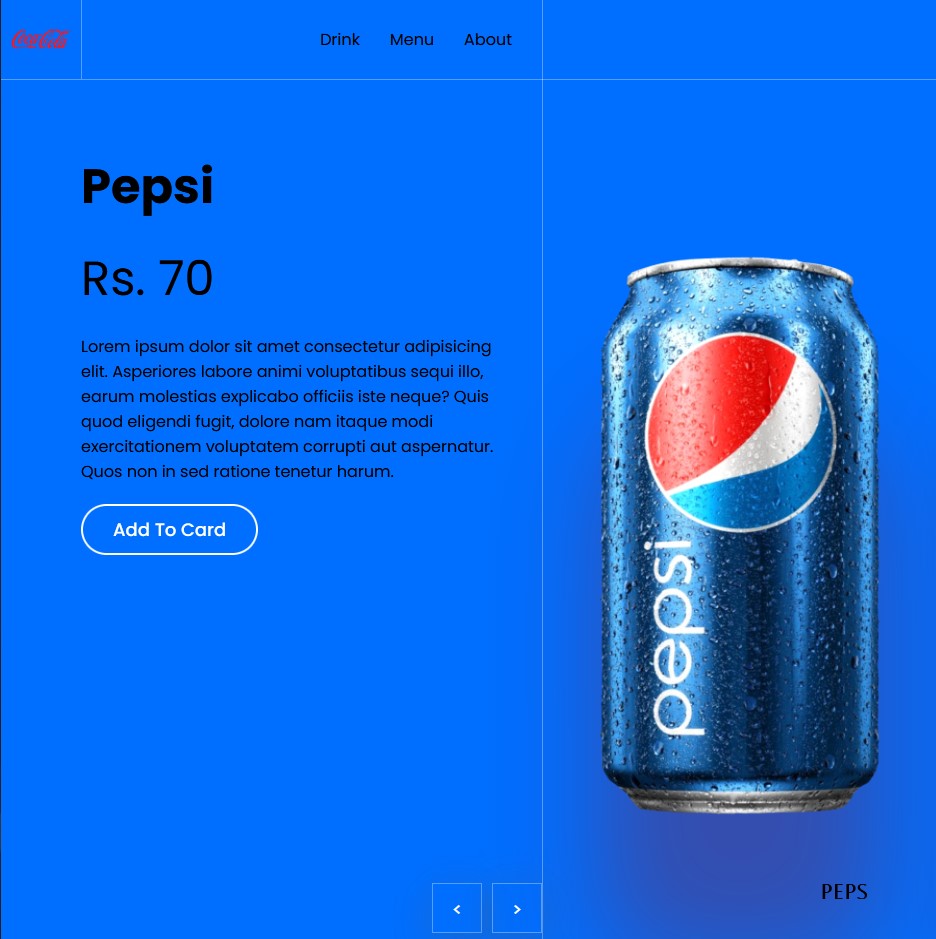 Coca-Cola
Drink Menu About
Pepsi
Rs. 70
Lorem ipsum dolor sit amet consectetur adipisicing
elit. Asperiores labore animi voluptatibus sequi illo,
earum molestias explicabo officiis iste neque? Quis
quod eligendi fugit, dolore nam itaque modi
exercitationem voluptatem corrupti aut aspernatur.
Quos non in sed ratione tenetur harum.
Add To Card
pepsi
PEPS
< >